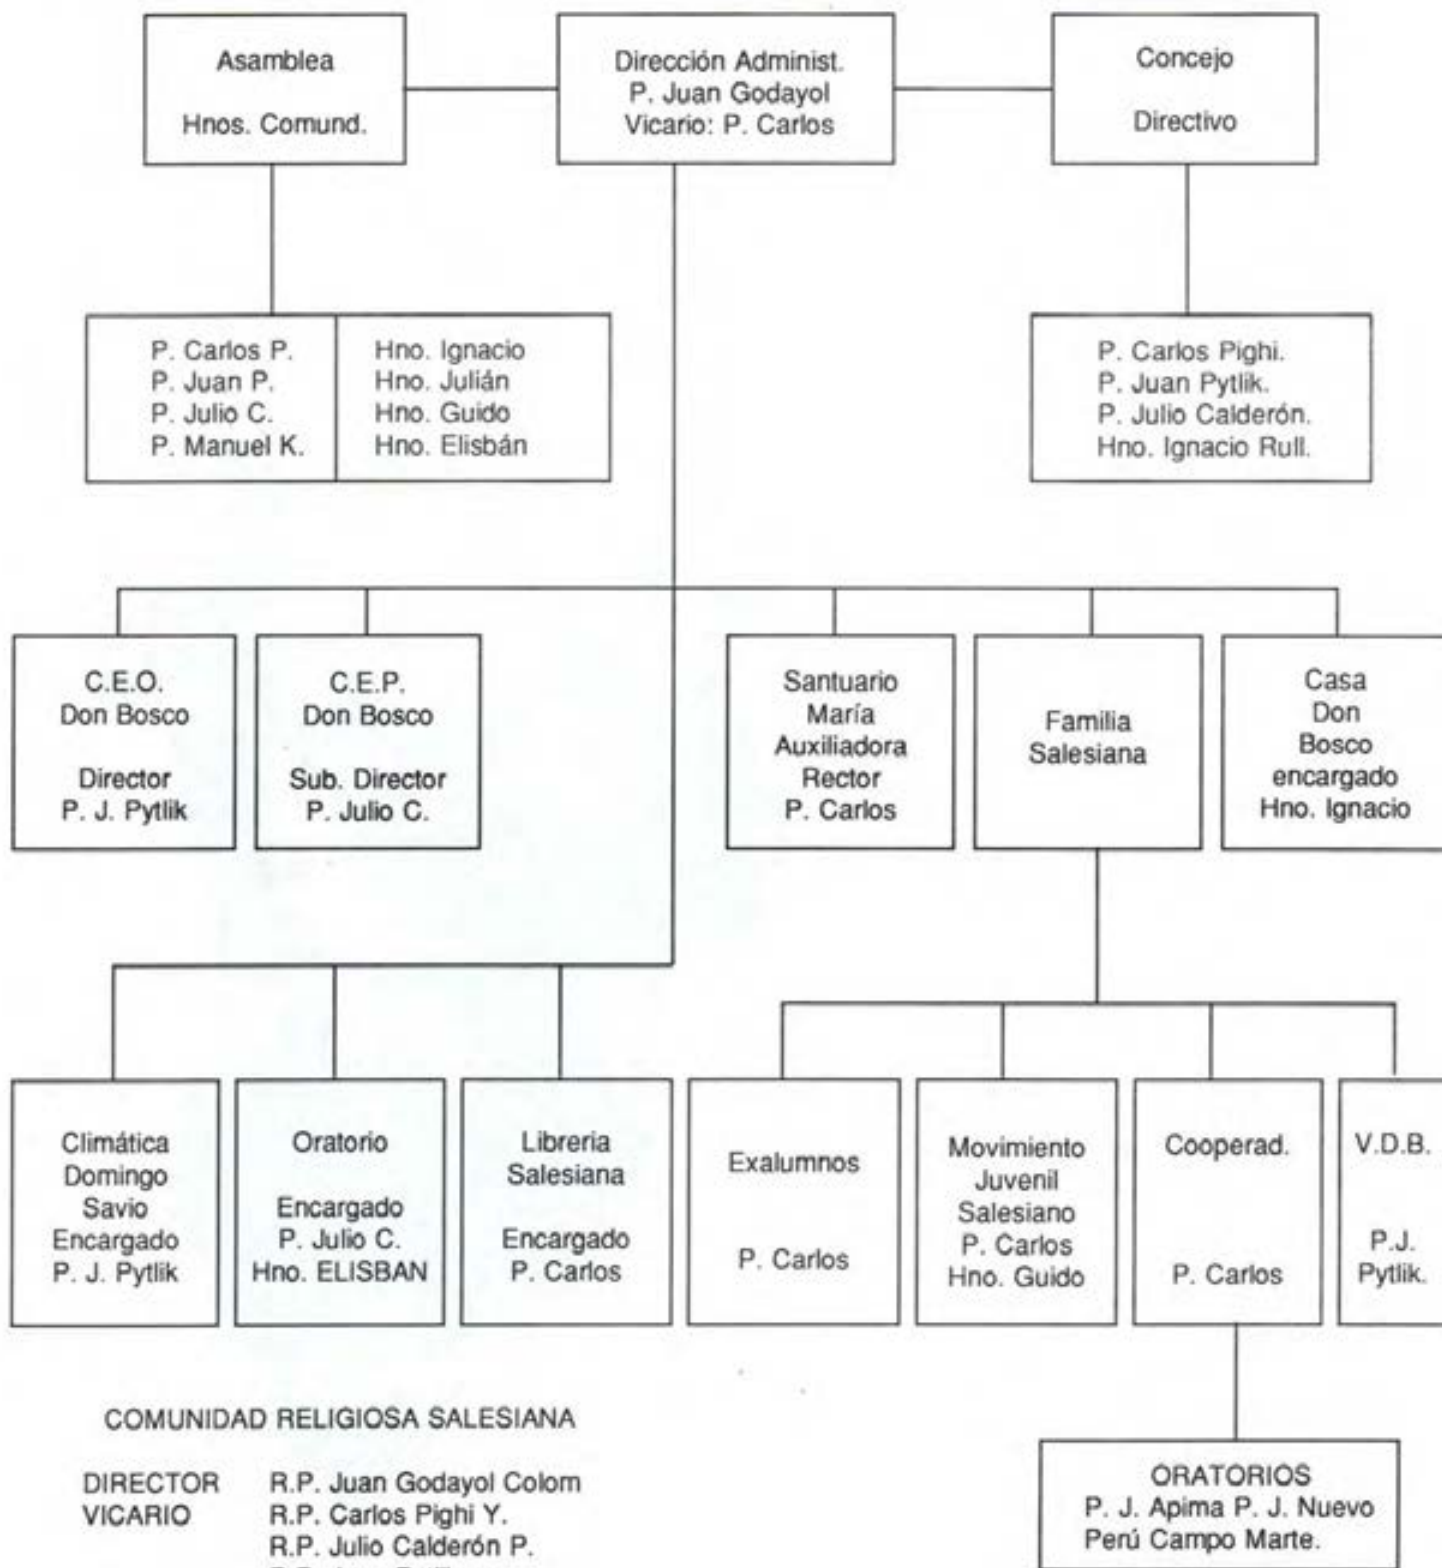 Asamblea
Hnos. Comund.
Dirección Administ.
P. Juan Godayol
Vicario: P. Carlos
Concejo
Directivo
P. Carlos P.
P. Juan P.
P. Julio C.
P. Manuel K.
Hno. Ignacio
Hno. Julián
Hno. Guido
Hno. Elisbán
P. Carlos Pighi.
P. Juan Pytlik.
P. Julio Calderón.
Hno. Ignacio Rull.
C.E.O.
Don Bosco
Director
P. J. Pytlik
C.E.P.
Don Bosco
Sub. Director
P. Julio C.
Santuario
María
Auxiliadora
Rector
P. Carlos
Familia
Salesiana
Casa
Don
Bosco
encargado
Hno. Ignacio
Climática
Domingo
Savio
Encargado
P. J. Pytlik
Oratorio
Encargado
P. Julio C.
Hno. ELISBAN
Libreria
Salesiana
Encargado
P. Carlos
Exalumnos
P. Carlos
Movimiento
Juvenil
Salesiano
P. Carlos
Hno. Guido
Cooperad.
P. Carlos
V.D.B.
P.J.
Pytlik.
ORATORIOS
P. J. Apima P. J. Nuevo
Perú Campo Marte.
COMUNIDAD RELIGIOSA SALESIANA
DIRECTOR R.P. Juan Godayol Colom
VICARIO R.P. Carlos Pighi Y.
R.P. Julio Calderón P.